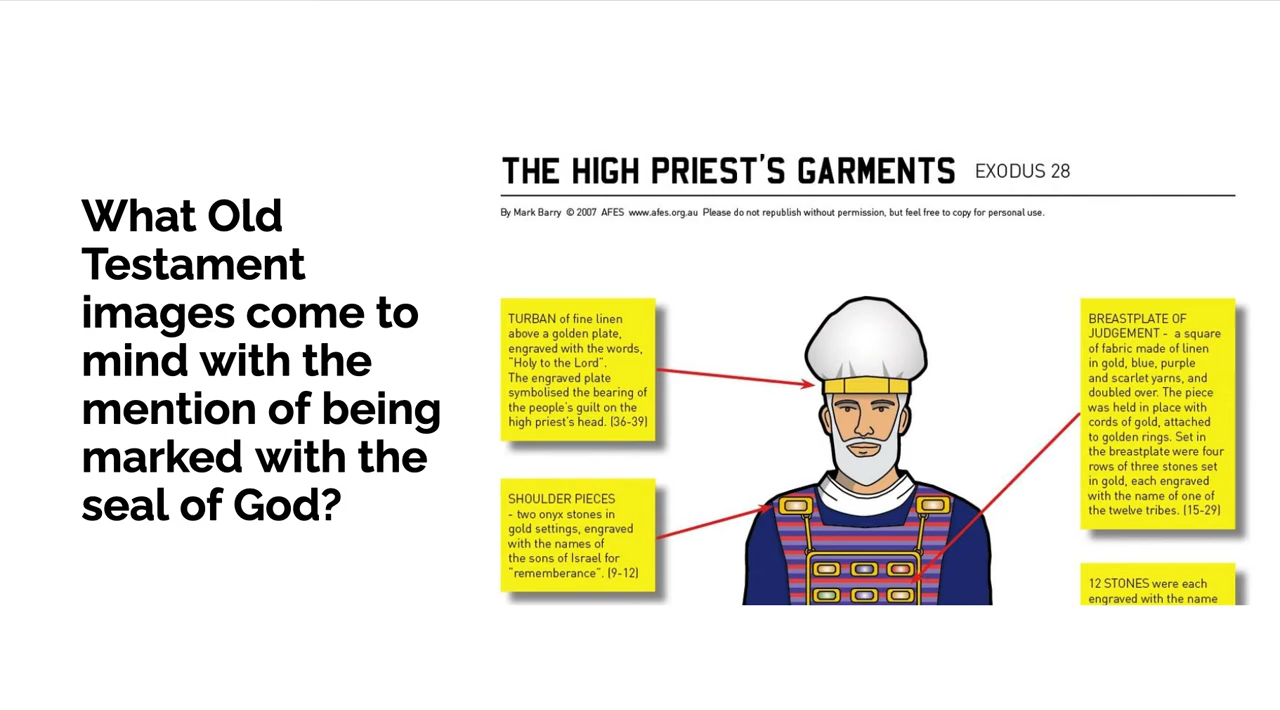 What Old
Testament
images come to
mind with the
mention of being
marked with the
seal of God?
THE HIGH PRIEST'S GARMENTS EXODUS 28
By Mark Barry © 2007 AFES www.afes.org.au Please do not republish without permission, but feel free to copy for personal use.
TURBAN of fine linen
above a golden plate,
engraved with the words,
"Holy to the Lord".
The engraved plate
symbolised the bearing of
the people's guilt on the
high priest's head. (36-39)
SHOULDER PIECES
- two onyx stones in
gold settings, engraved
with the names of
the sons of Israel for
"rememberance". (9-12)
BREASTPLATE OF
JUDGEMENT - a square
of fabric made of linen
in gold, blue, purple
and scarlet yarns, and
doubled over. The piece
was held in place with
cords of gold, attached
to golden rings. Set in
the breastplate were four
rows of three stones set
in gold, each engraved
with the name of one of
the twelve tribes. (15-29)
12 STONES were each
engraved with the name